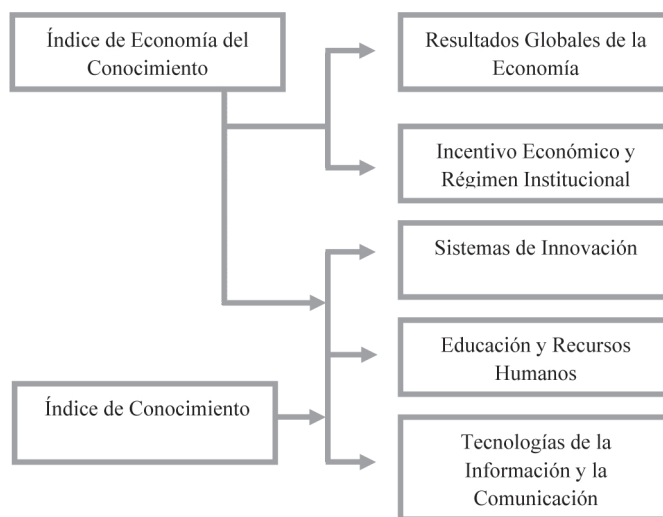 Índice de Economía del
Conocimiento
Resultados Globales de la
Economía
Incentivo Económico y
Régimen Institucional
Sistemas de Innovación
Educación y Recursos
Humanos
Índice de Conocimiento
Tecnologías de la
Información y la
Comunicación